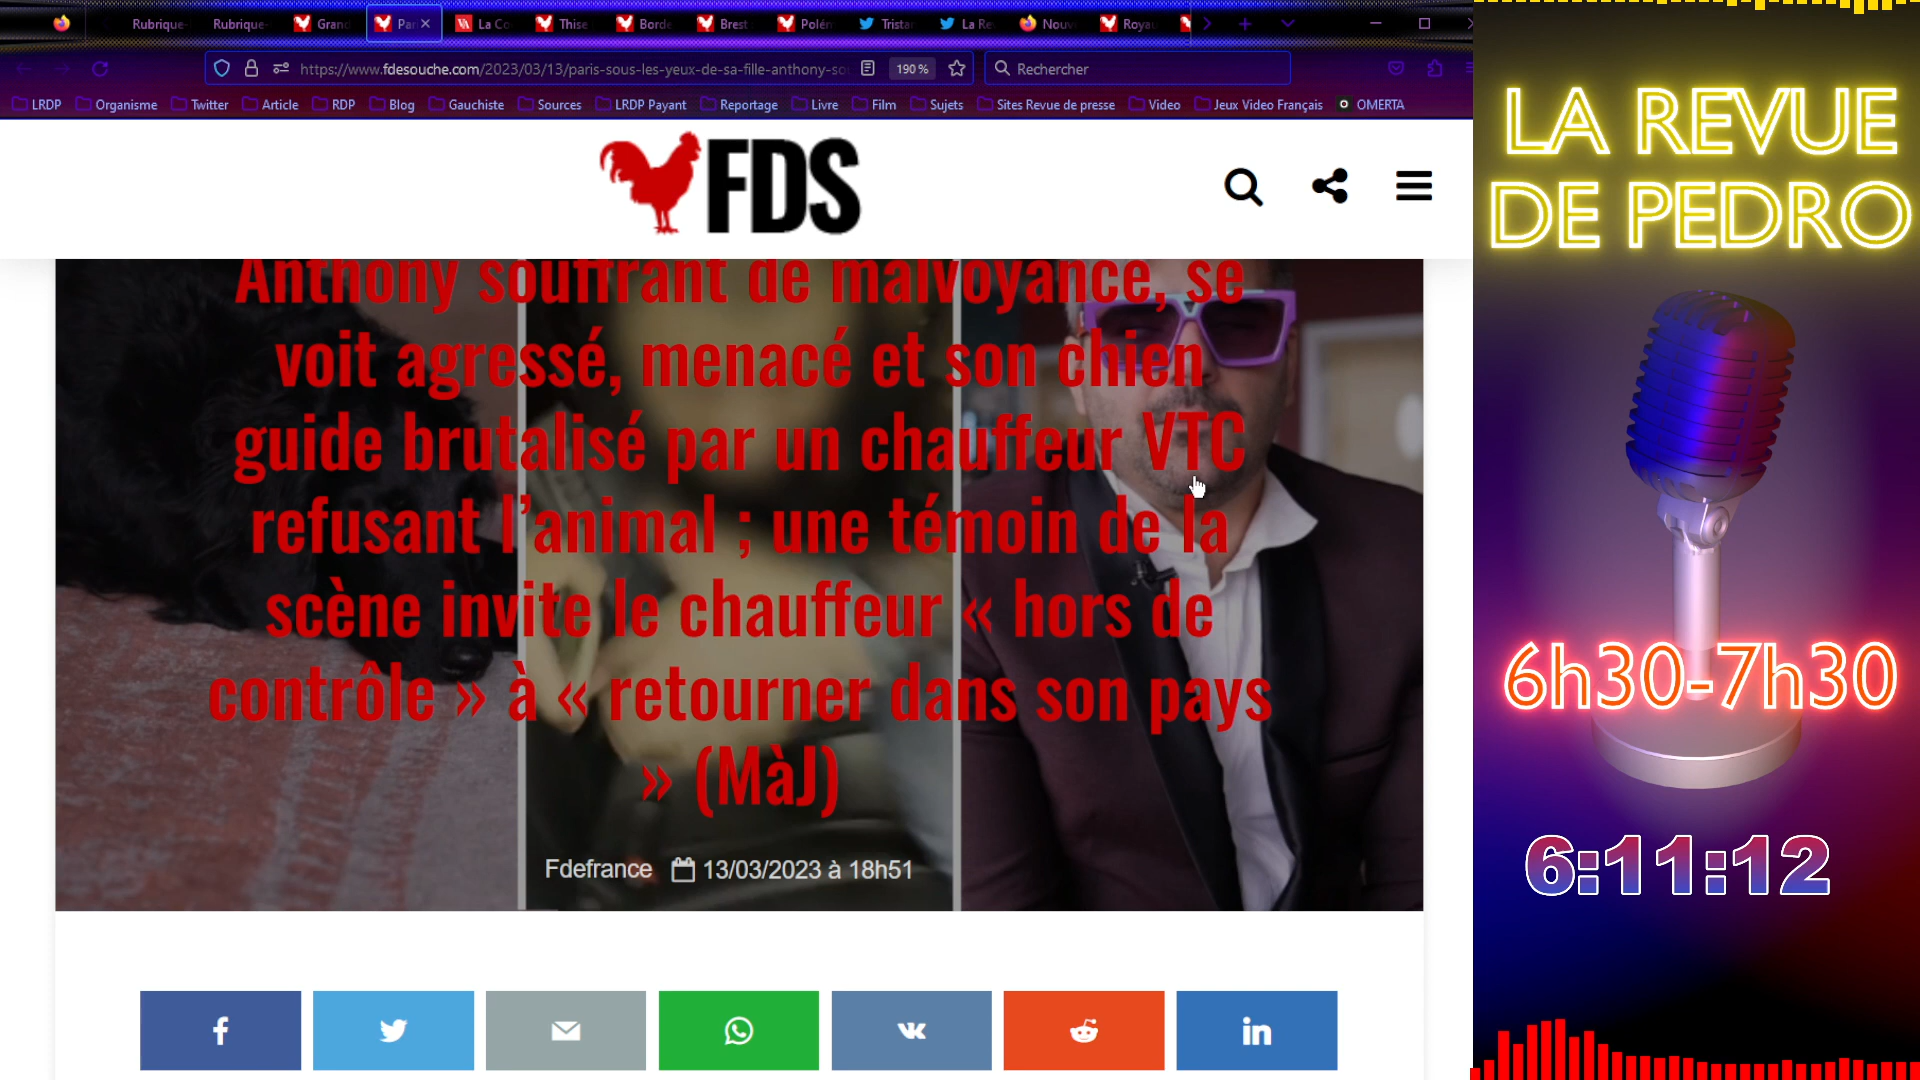 Rubrique
Rubrique
Gran
Pa
La Co
Thise
Borde
Brest
Polém
Trista
La Re
Nouv
Royau
https://www.fdesouche.com/2023/03/13/paris-sous-les-yeux-de-sa-fille-anthony-so
190 %
Rechercher
LRDP
Organisme
Twitter
Article
RDP
Blog
Gauchiste
Sources
LRDP Payant
Reportage
Livre
Film
Sujets
Sites Revue de presse
Video
Jeux Video Français
OMERTA
FDS
Anthony souffrant de malvoyance, se
voit agressé, menacé et son chien
guide brutalisé par un chauffeur VTC
refusant l’animal ; une témoin de la
scène invite le chauffeur « hors de
contrôle » à « retourner dans son pays
» (MàJ)
Fdefrance 13/03/2023 à 18h51
LA REVUE
DE PEDRO
6h30-7h30
6:11:12